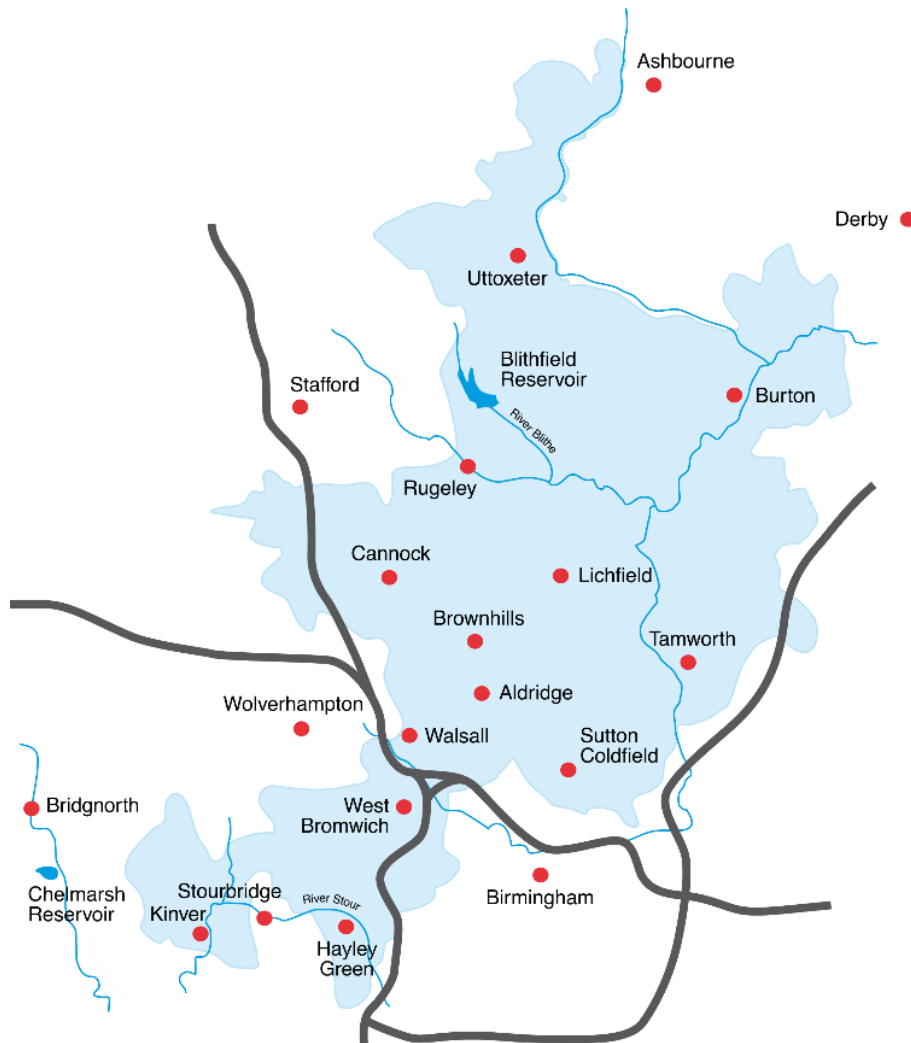 Ashbourne
Derby
Uttoxeter
Blithfield
Reservoir
Stafford
Burton
River Blithe
Rugeley
Cannock
Lichfield
Brownhills
Tamworth
Aldridge
Wolverhampton
Walsall
Sutton
Coldfield
Bridgnorth
West
Bromwich
Chelmarsh
Reservoir
Stourbridge
River Stour
Birmingham
Kinver
Hayley
Green